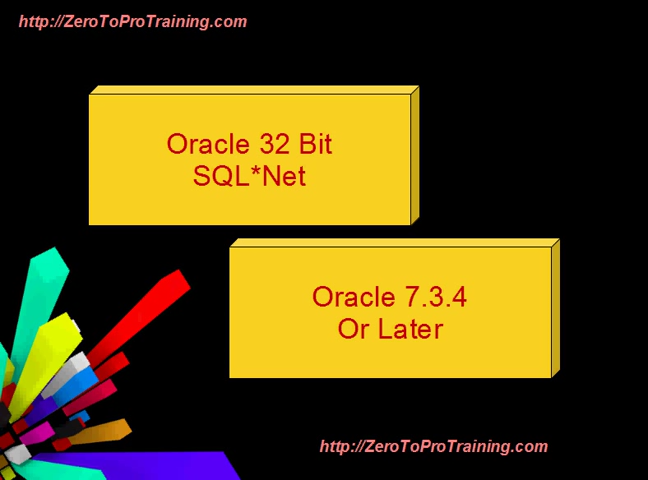 http://ZeroToProTraining.com
Oracle 32 Bit
SQL*Net
Oracle 7.3.4
Or Later
http://ZeroToProTraining.com